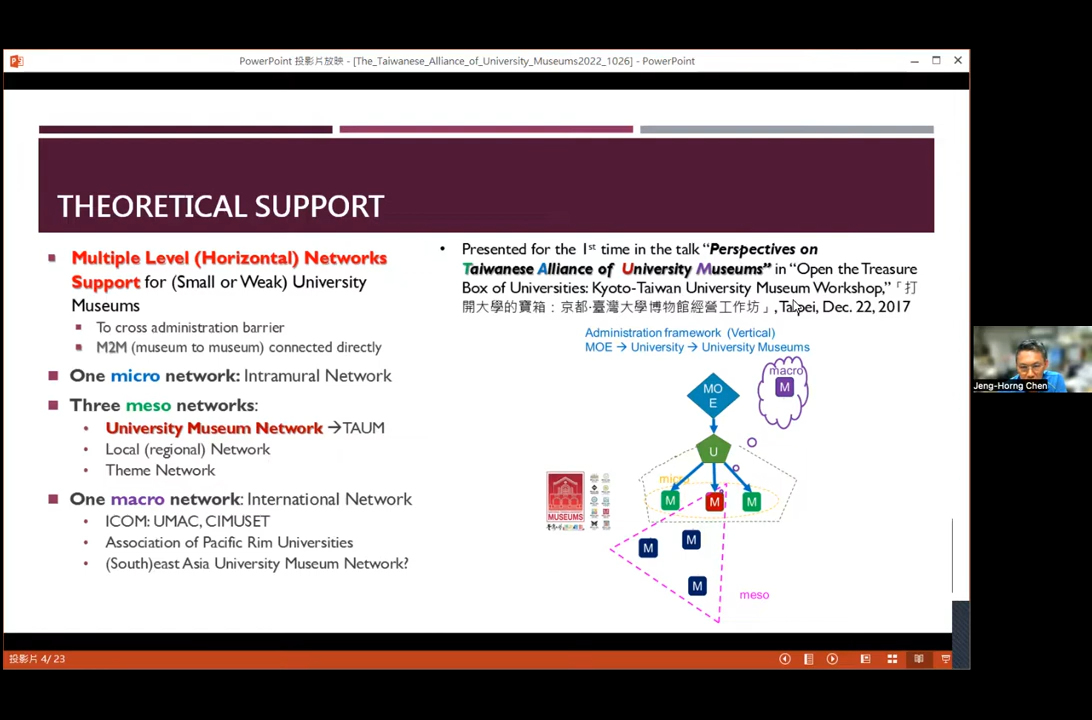 PowerPoint 投影片放映 - [The_Taiwanese_Alliance_of_University_Museums2022_1026] - PowerPoint
THEORETICAL SUPPORT
Multiple Level (Horizontal) Networks
Support for (Small or Weak) University
Museums
To cross administration barrier
M2M (museum to museum) connected directly
One micro network: Intramural Network
Three meso networks:
University Museum Network →TAUM
Local (regional) Network
Theme Network
One macro network: International Network
ICOM: UMAC, CIMUSET
Association of Pacific Rim Universities
(South)east Asia University Museum Network?
Presented for the 1st time in the talk “Perspectives on
Taiwanese Alliance of University Museums” in “Open the Treasure
Box of Universities: Kyoto-Taiwan University Museum Workshop,”「打
開大學的寶箱：京都‧臺灣大學博物館經營工作坊」, Taipei, Dec. 22, 2017
Administration framework (Vertical)
MOE → University → University Museums
macro
M
MO
E
U
micro
M
M
M
MUSEUMS
M
M
M
meso
Jeng-Horng Chen
投影片 4/23